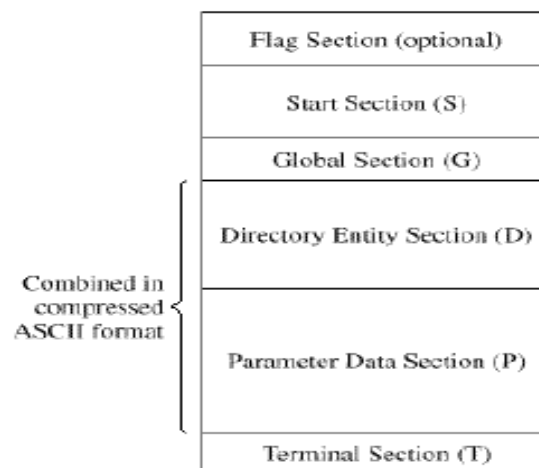 Flag Section (optional)
Start Section (S)
Global Section (G)
Directory Entity Section (D)
Combined in
compressed
ASCII format
Parameter Data Section (P)
Terminal Section (T)